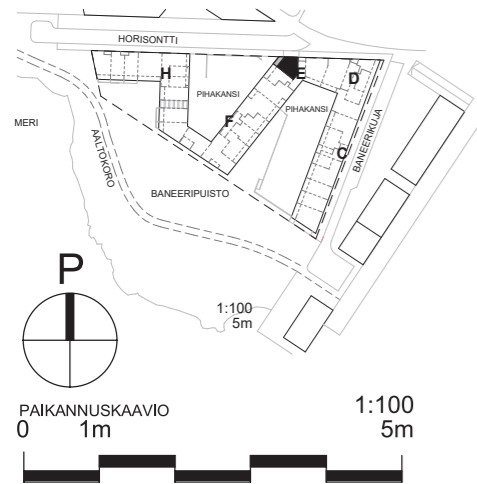 HORISONTTI
H
E
D
PIHAKANSI
PIHAKANSI
F
MERI
AALTOKORO
C
BANEERIKUJA
BANEERIPUISTO
P
1:100
5m
PAIKANNUSKAAVIO
1:100
0 1m 5m